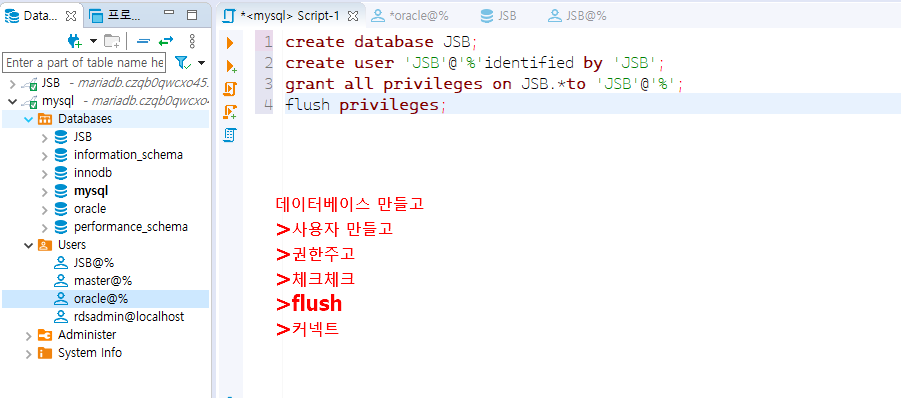 Data...
프로...
*<mysql> Script-1
*oracle@%
JSB
JSB@%
Enter a part of table name he
JSB - mariadb.czqb0qwcxo45.
mysql - mariadb.czqb0qwcxo4
Databases
JSB
information_schema
innodb
mysql
oracle
performance_schema
Users
JSB@%
master@%
oracle@%
rdsadmin@localhost
Administer
System Info
1 create database JSB;
2 create user 'JSB'@'%'identified by 'JSB';
3 grant all privileges on JSB.*to 'JSB'@'%';
4 flush privileges;
데이터베이스 만들고
>사용자 만들고
>권한주고
>체크체크
>flush
>커넥트